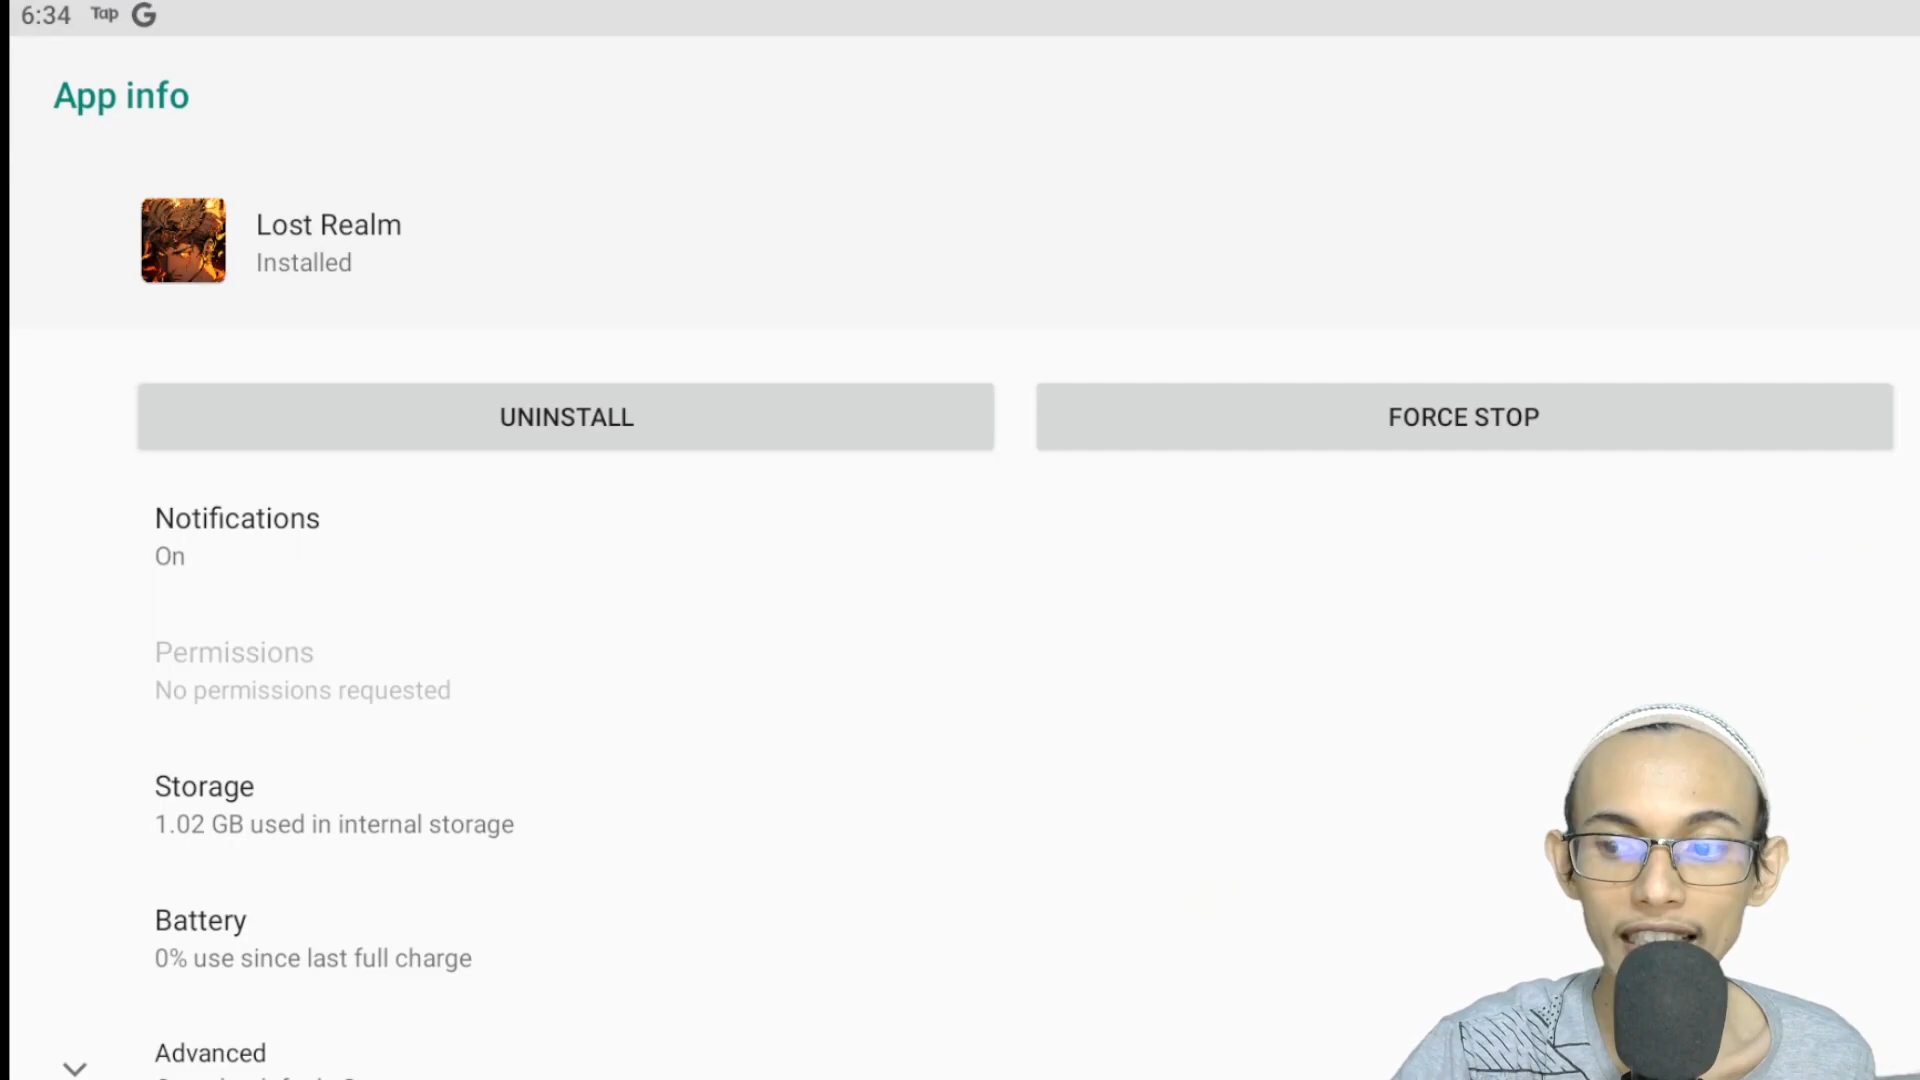 6:34 Tap G
App info
Lost Realm
Installed
UNINSTALL
FORCE STOP
Notifications
On
Permissions
No permissions requested
Storage
1.02 GB used in internal storage
Battery
0% use since last full charge
Advanced